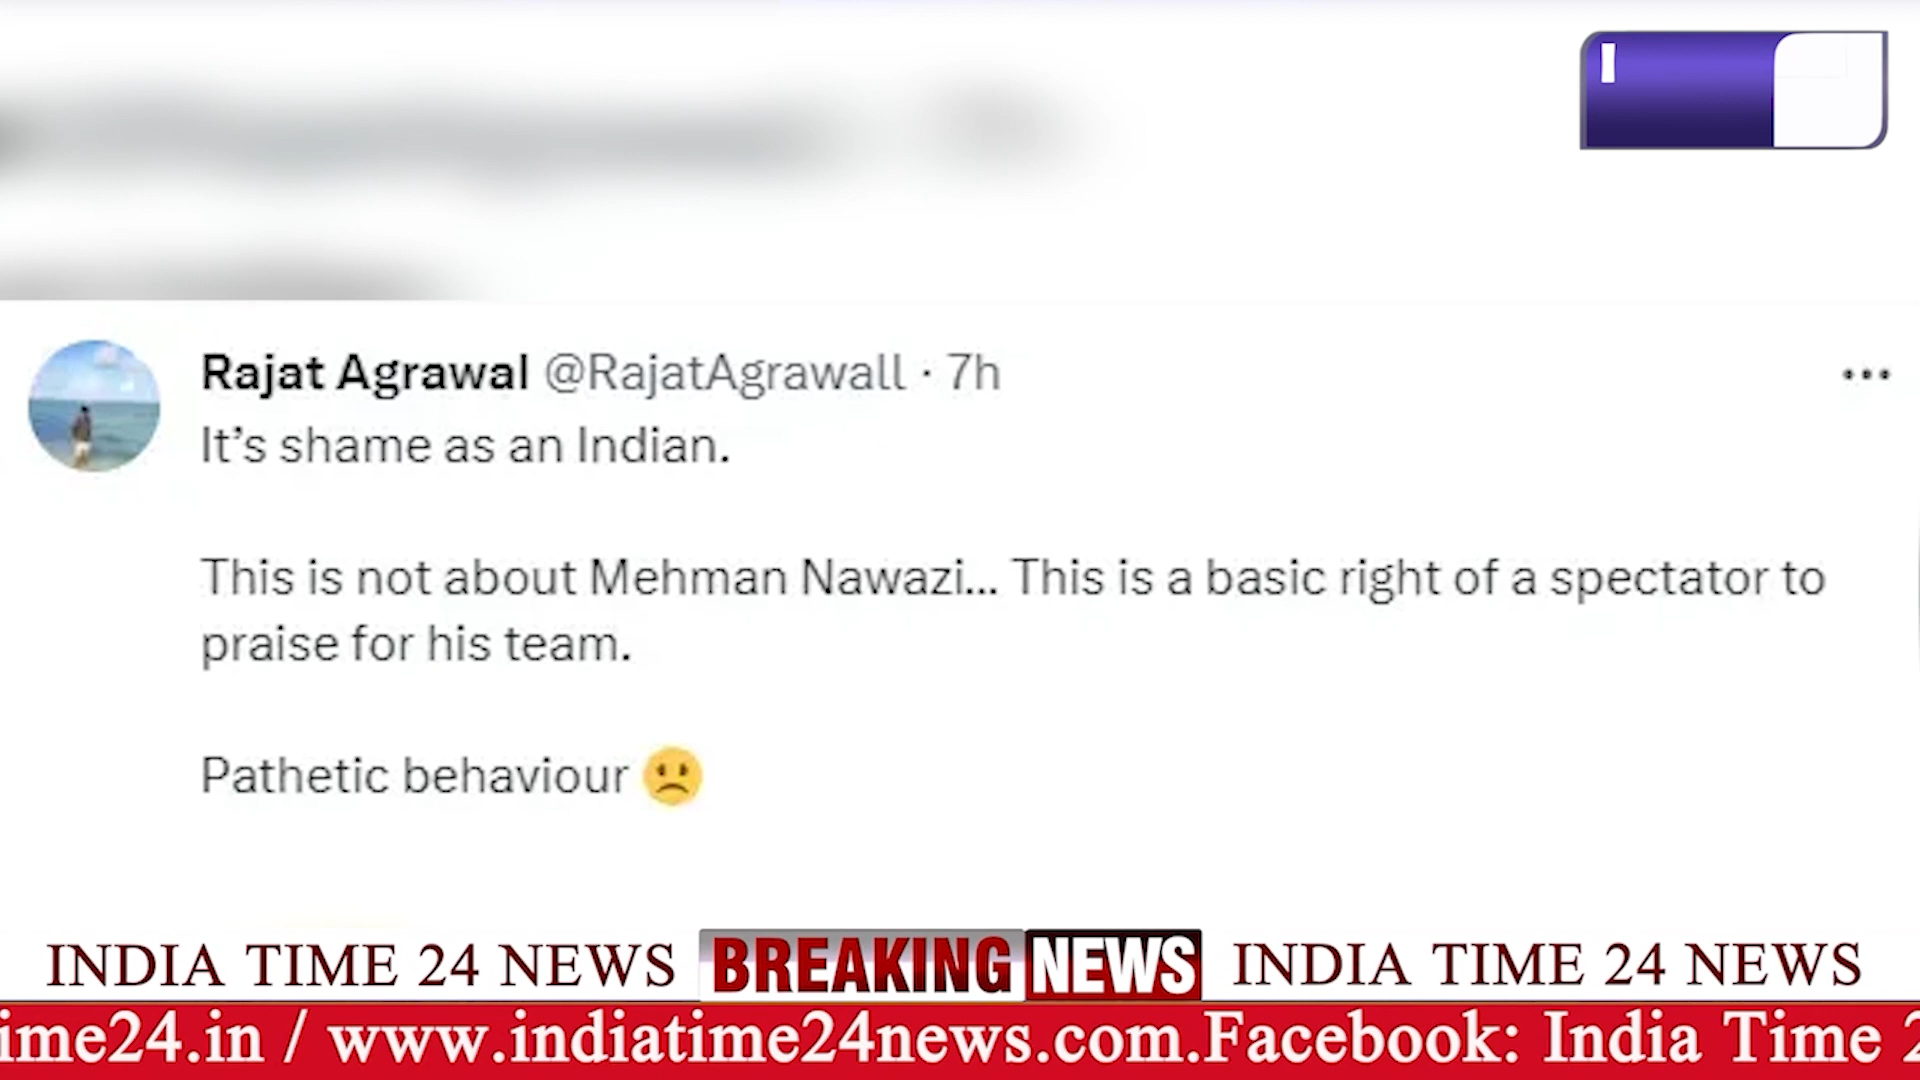 I
Rajat Agrawal @RajatAgrawall · 7h
It’s shame as an Indian.
This is not about Mehman Nawazi... This is a basic right of a spectator to
praise for his team.
Pathetic behaviour ☹️
INDIA TIME 24 NEWS BREAKING NEWS INDIA TIME 24 NEWS
ime24.in / www.indiatime24news.com.Facebook: India Time 2